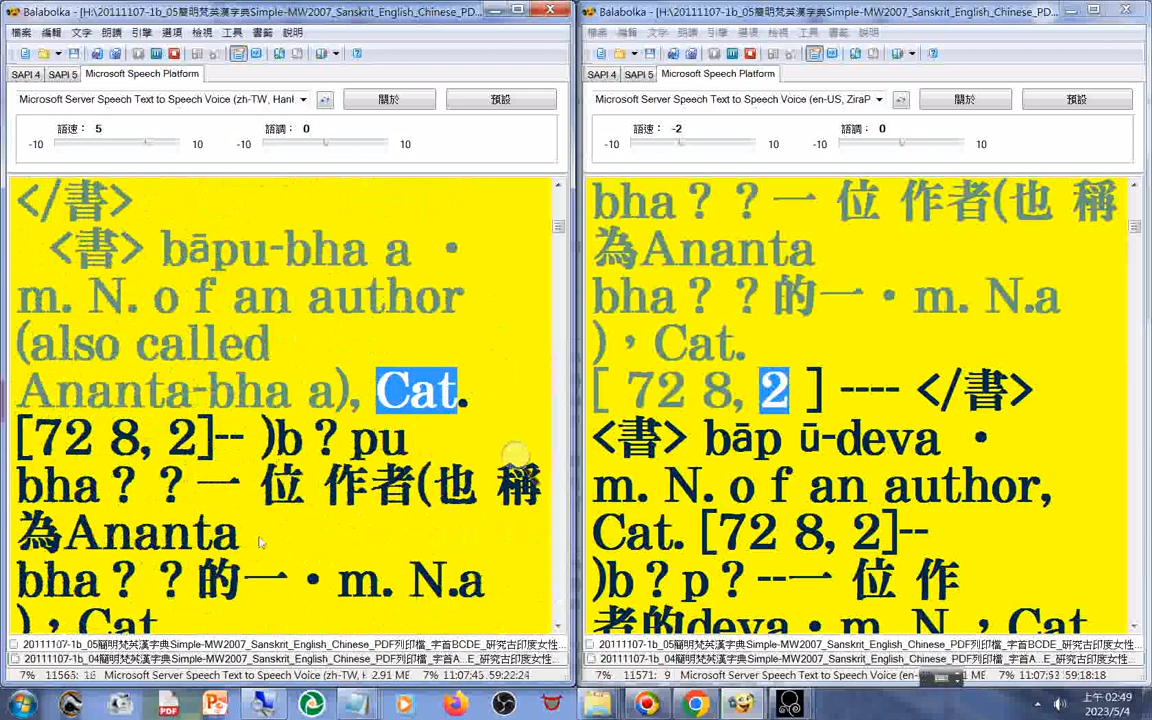 Balabolka - [H:\20111107-1b_05簡明梵英漢字典Simple-MW2007_Sanskrit_English_Chinese_PD...
檔案 編輯 文字 朗讀 引擎 選項 檢視 工具 書籤 說明
SAPI 4 SAPI 5 Microsoft Speech Platform
Microsoft Server Speech Text to Speech Voice (zh-TW, Hanl
關於 預設
語速： 5 語調： 0
-10 10 -10 10
</書>
<書> bāpu-bha a •
m. N. o f an author
(also called
Ananta-bha a), Cat.
[72 8, 2]-- )b？pu
bha？？一 位 作者(也 稱
為Ananta
bha？？的一•m. N.a
)，Cat.
20111107-1b_05簡明梵英漢字典Simple-MW2007_Sanskrit_English_Chinese_PDF列印檔_字首BCDE_研究古印度女性...
20111107-1b_04簡明梵英漢字典Simple-MW2007_Sanskrit_English_Chinese_PDF列印檔_字首A...E_研究古印度女性...
7% 11565: 16 Microsoft Server Speech Text to Speech Voice (zh-TW, H 2.91 ME 7% 11:07:45.59:22:24
Balabolka - [H:\20111107-1b_05簡明梵英漢字典Simple-MW2007_Sanskrit_English_Chinese_PD...
檔案 編輯 文字 朗讀 引擎 選項 檢視 工具 書籤 說明
SAPI 4 SAPI 5 Microsoft Speech Platform
Microsoft Server Speech Text to Speech Voice (en-US, ZiraP
關於 預設
語速： -2 語調： 0
-10 10 -10 10
bha？？一 位 作者(也 稱
為Ananta
bha？？的一•m. N.a
)，Cat.
[ 72 8, 2 ] ---- </書>
<書> bāp ū-deva •
m. N. o f an author,
Cat. [72 8, 2]--
)b？p？--一 位 作
者的deva•m. N.，Cat
20111107-1b_05簡明梵英漢字典Simple-MW2007_Sanskrit_English_Chinese_PDF列印檔_字首BCDE_研究古印度女性...
20111107-1b_04簡明梵英漢字典Simple-MW2007_Sanskrit_English_Chinese_PDF列印檔_字首A...E_研究古印度女性...
7% 11571: 9 Microsoft Server Speech Text to Speech 7% 11:07:53.59:18:18
上午 02:49
2023/5/4